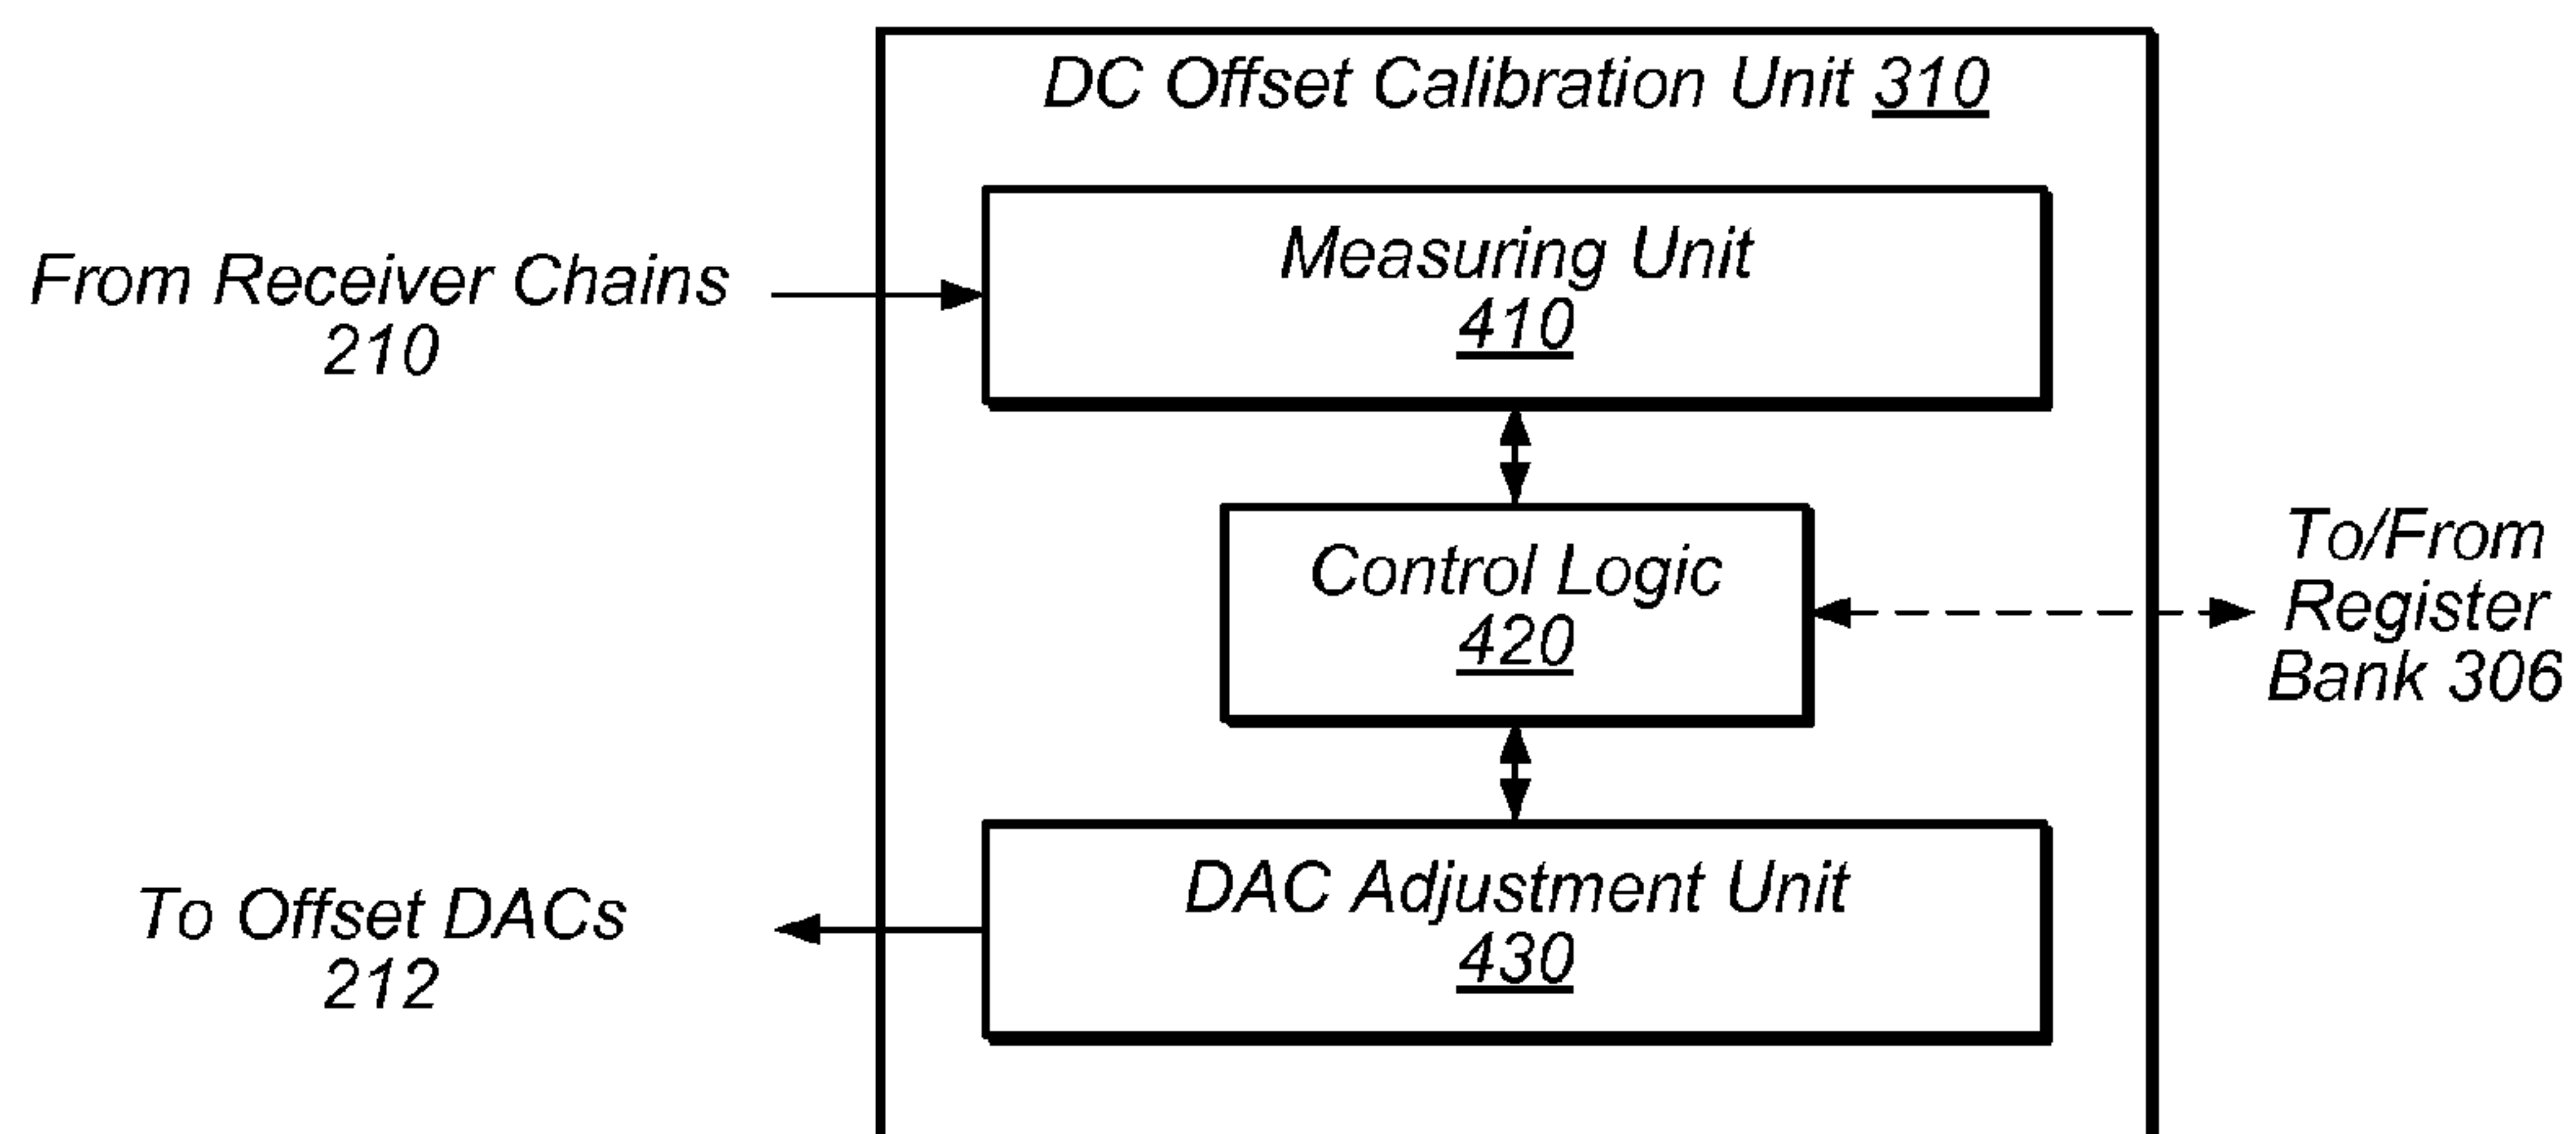 DC Offset Calibration Unit 310
From Receiver Chains
210
Measuring Unit
410
Control Logic
420
To/From
Register
Bank 306
To Offset DACs
212
DAC Adjustment Unit
430